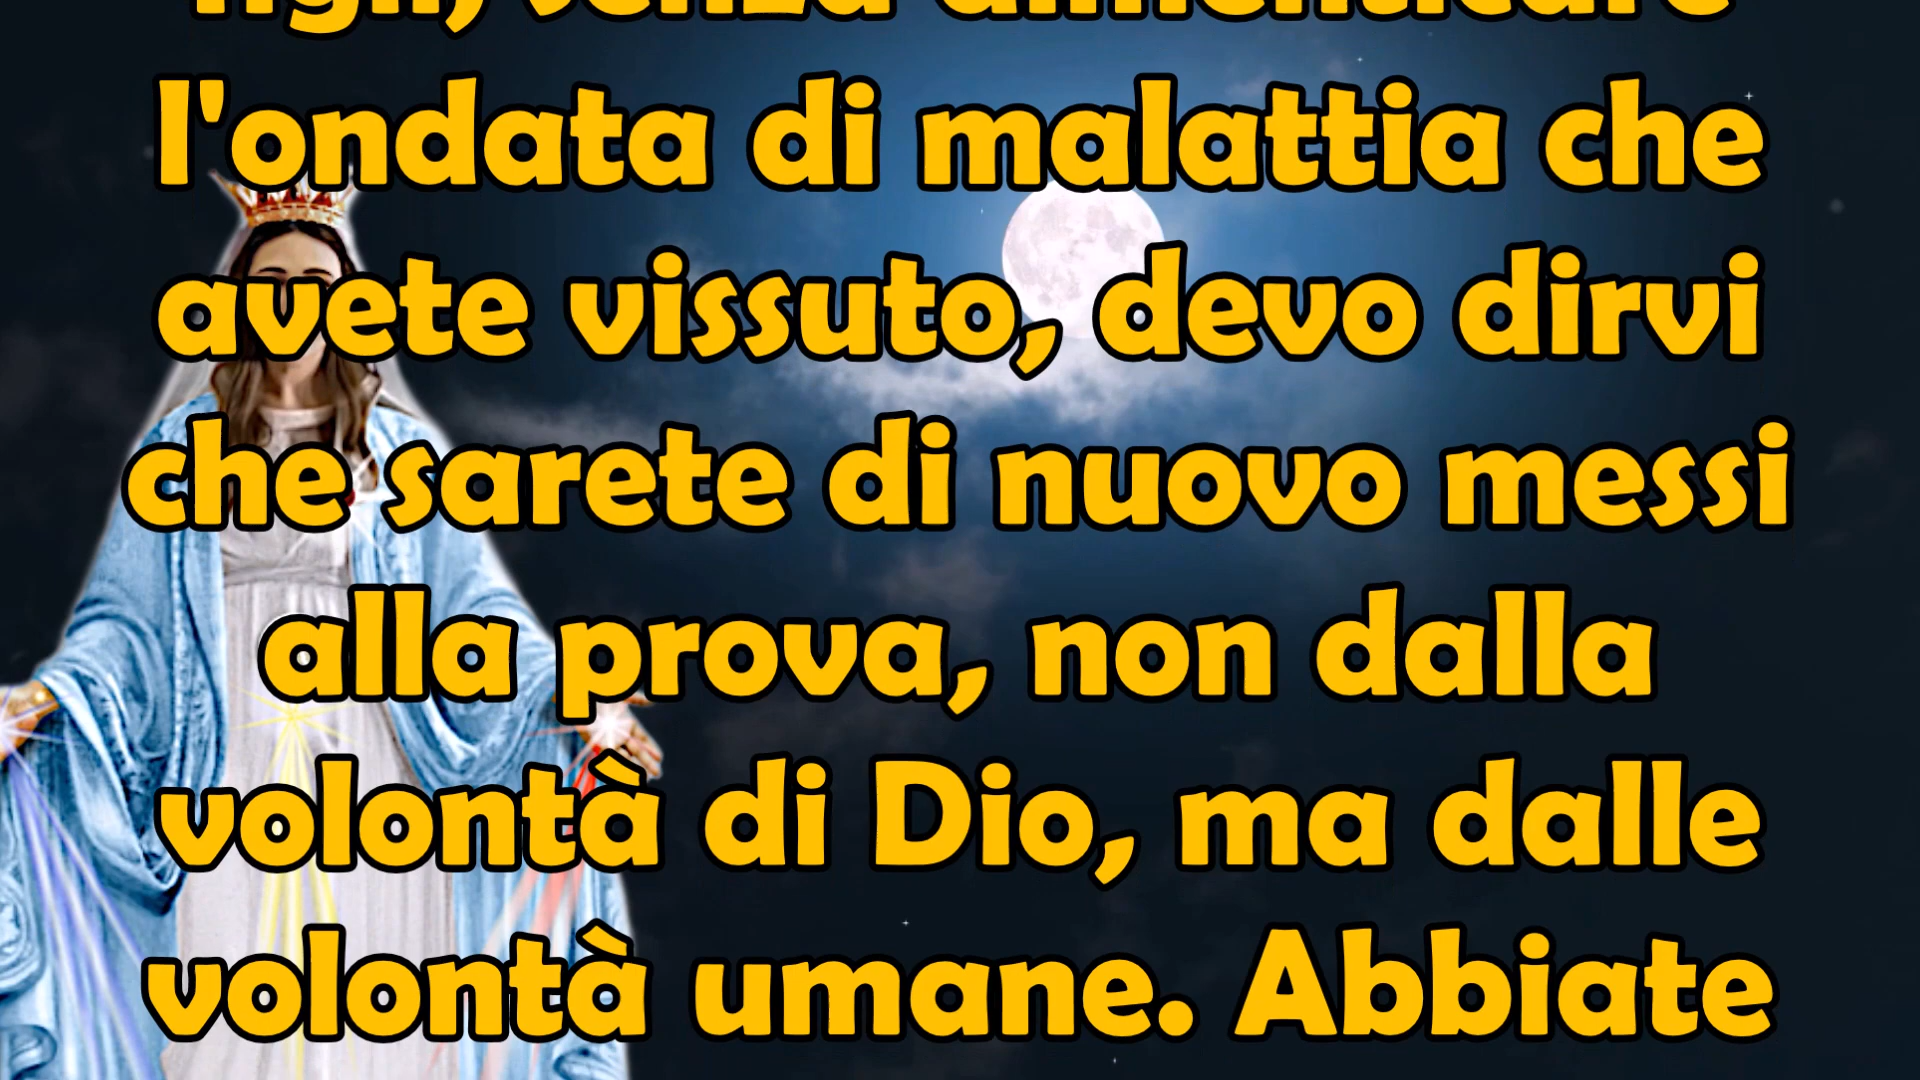 figli, senza dimenticare
l'ondata di malattia che
avete vissuto, devo dirvi
che sarete di nuovo messi
alla prova, non dalla
volontà di Dio, ma dalle
volontà umane. Abbiate